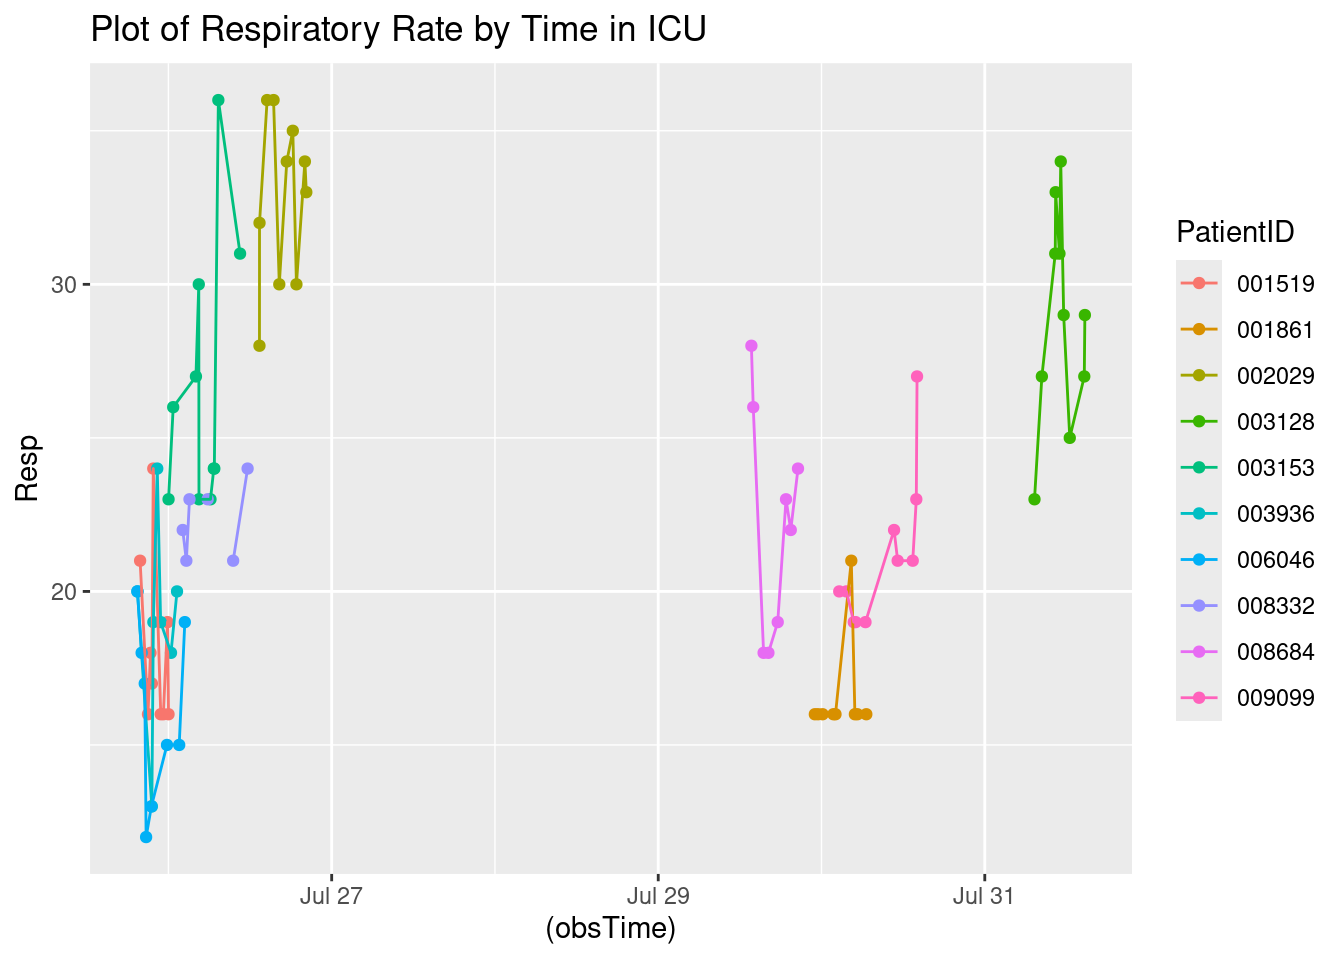 Plot of Respiratory Rate by Time in ICU
Resp
30
20
Jul 27
Jul 29
Jul 31
(obsTime)
PatientID
001519
001861
002029
003128
003153
003936
006046
008332
008684
009099